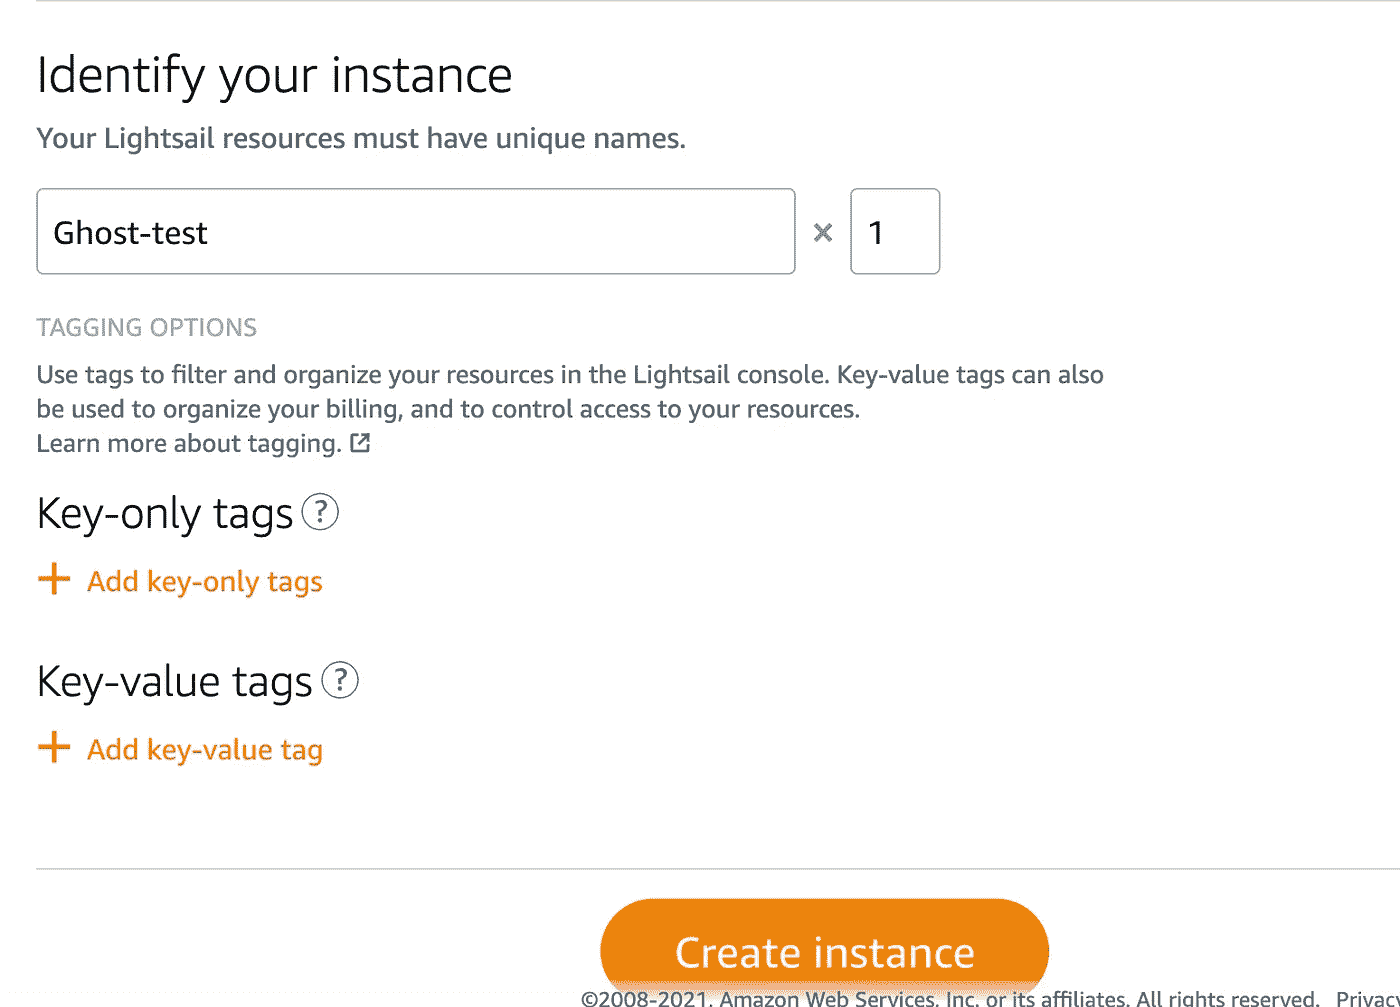 Identify your instance
Your Lightsail resources must have unique names.
Ghost-test × 1
TAGGING OPTIONS
Use tags to filter and organize your resources in the Lightsail console. Key-value tags can also
be used to organize your billing, and to control access to your resources.
Learn more about tagging.
Key-only tags ?
+ Add key-only tags
Key-value tags ?
+ Add key-value tag
Create instance
©2008-2021, Amazon Web Services, Inc. or its affiliates. All rights reserved. Privacy